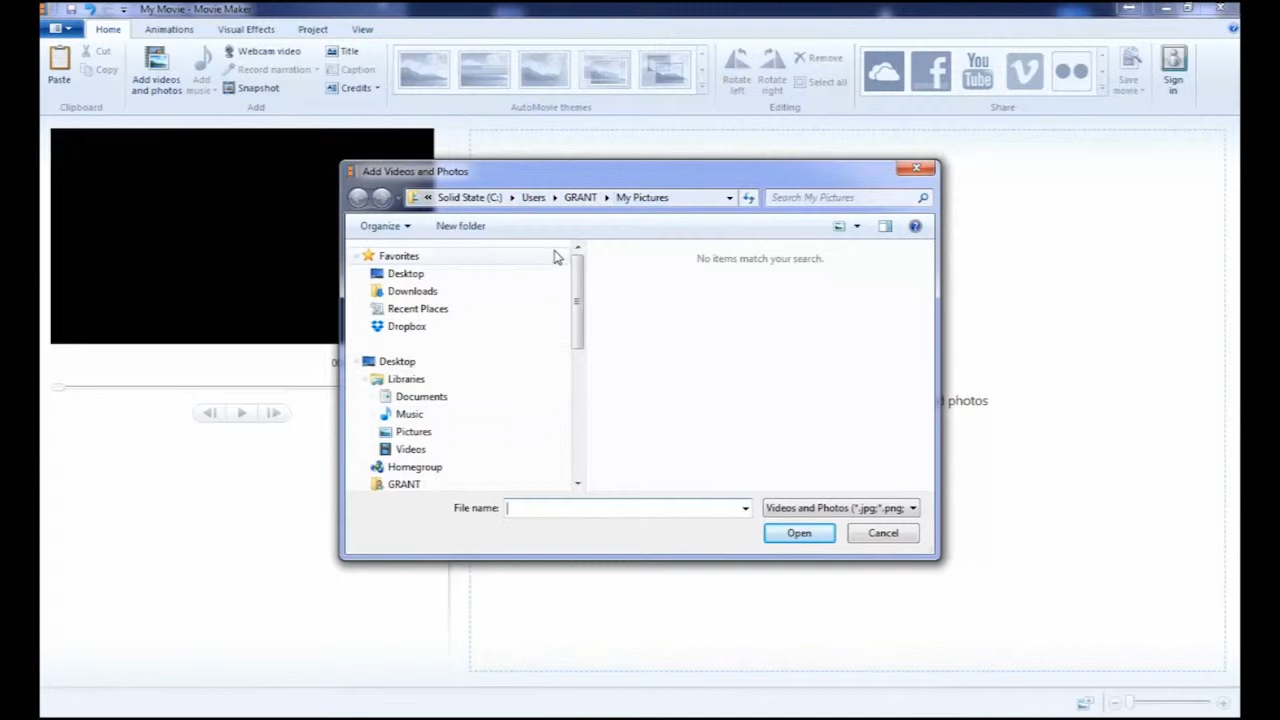 My Movie - Movie Maker
Home Animations Visual Effects Project View
Paste
Cut
Copy
Clipboard
Add videos
and photos
Add
music
Webcam video
Record narration
Snapshot
Title
Caption
Credits
Add
AutoMovie themes
Rotate
left
Rotate
right
Remove
Select all
Editing
You
Tube
Share
Save
movie
Sign
in
Add Videos and Photos
« Solid State (C:) Users GRANT My Pictures
Search My Pictures
Organize New folder
Favorites
Desktop
Downloads
Recent Places
Dropbox
Desktop
Libraries
Documents
Music
Pictures
Videos
Homegroup
GRANT
No items match your search.
photos
File name:
Videos and Photos (*.jpg;*.png;
Open Cancel